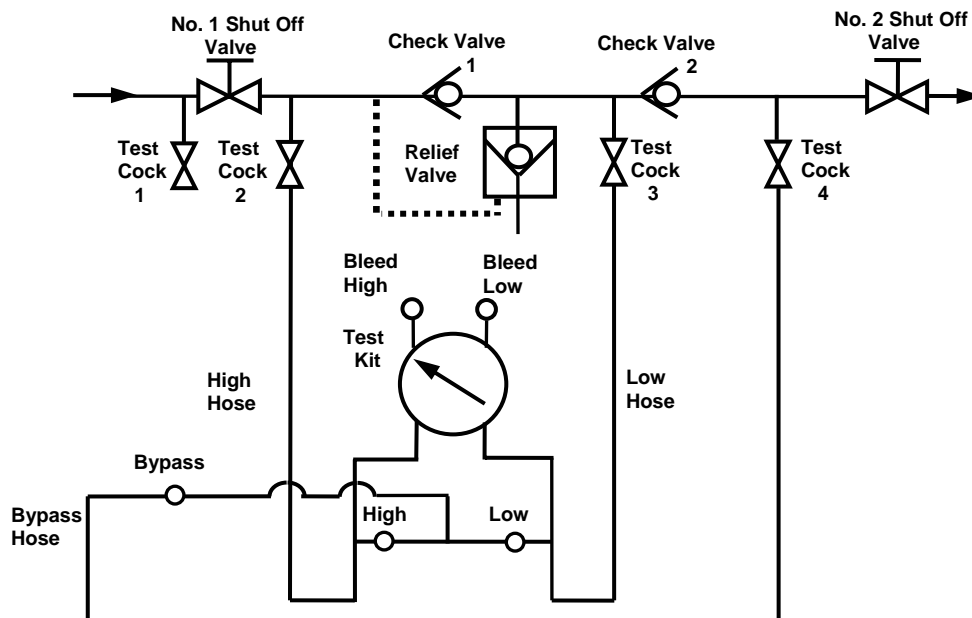 No. 1 Shut Off
Valve
Check Valve
1
Check Valve
2
No. 2 Shut Off
Valve
Test
Cock
1
Test
Cock
2
Relief
Valve
Test
Cock
3
Test
Cock
4
Bleed
High
Bleed
Low
Test
Kit
High
Hose
Low
Hose
Bypass
Bypass
Hose
High
Low